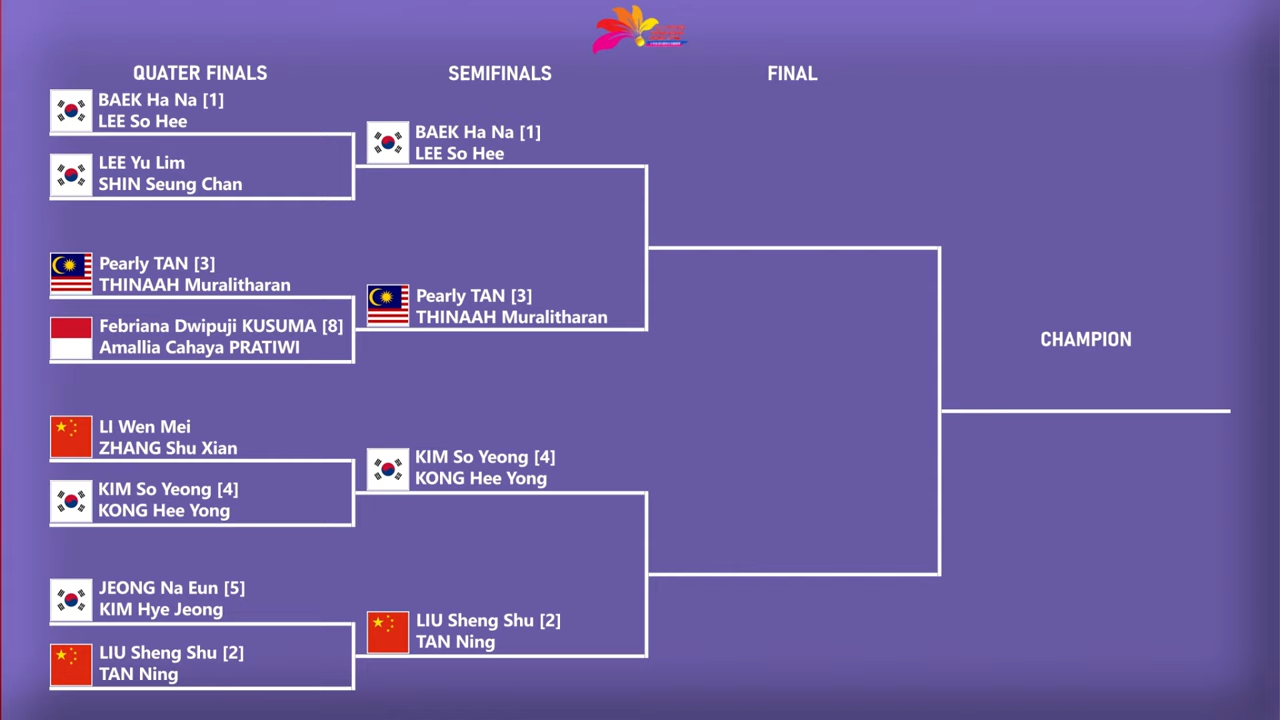 QUATER FINALS
SEMIFINALS
FINAL
BAEK Ha Na [1]
LEE So Hee
LEE Yu Lim
SHIN Seung Chan
Pearly TAN [3]
THINAAH Muralitharan
Febriana Dwipuji KUSUMA [8]
Amallia Cahaya PRATIWI
LI Wen Mei
ZHANG Shu Xian
KIM So Yeong [4]
KONG Hee Yong
JEONG Na Eun [5]
KIM Hye Jeong
LIU Sheng Shu [2]
TAN Ning
BAEK Ha Na [1]
LEE So Hee
Pearly TAN [3]
THINAAH Muralitharan
KIM So Yeong [4]
KONG Hee Yong
LIU Sheng Shu [2]
TAN Ning
CHAMPION